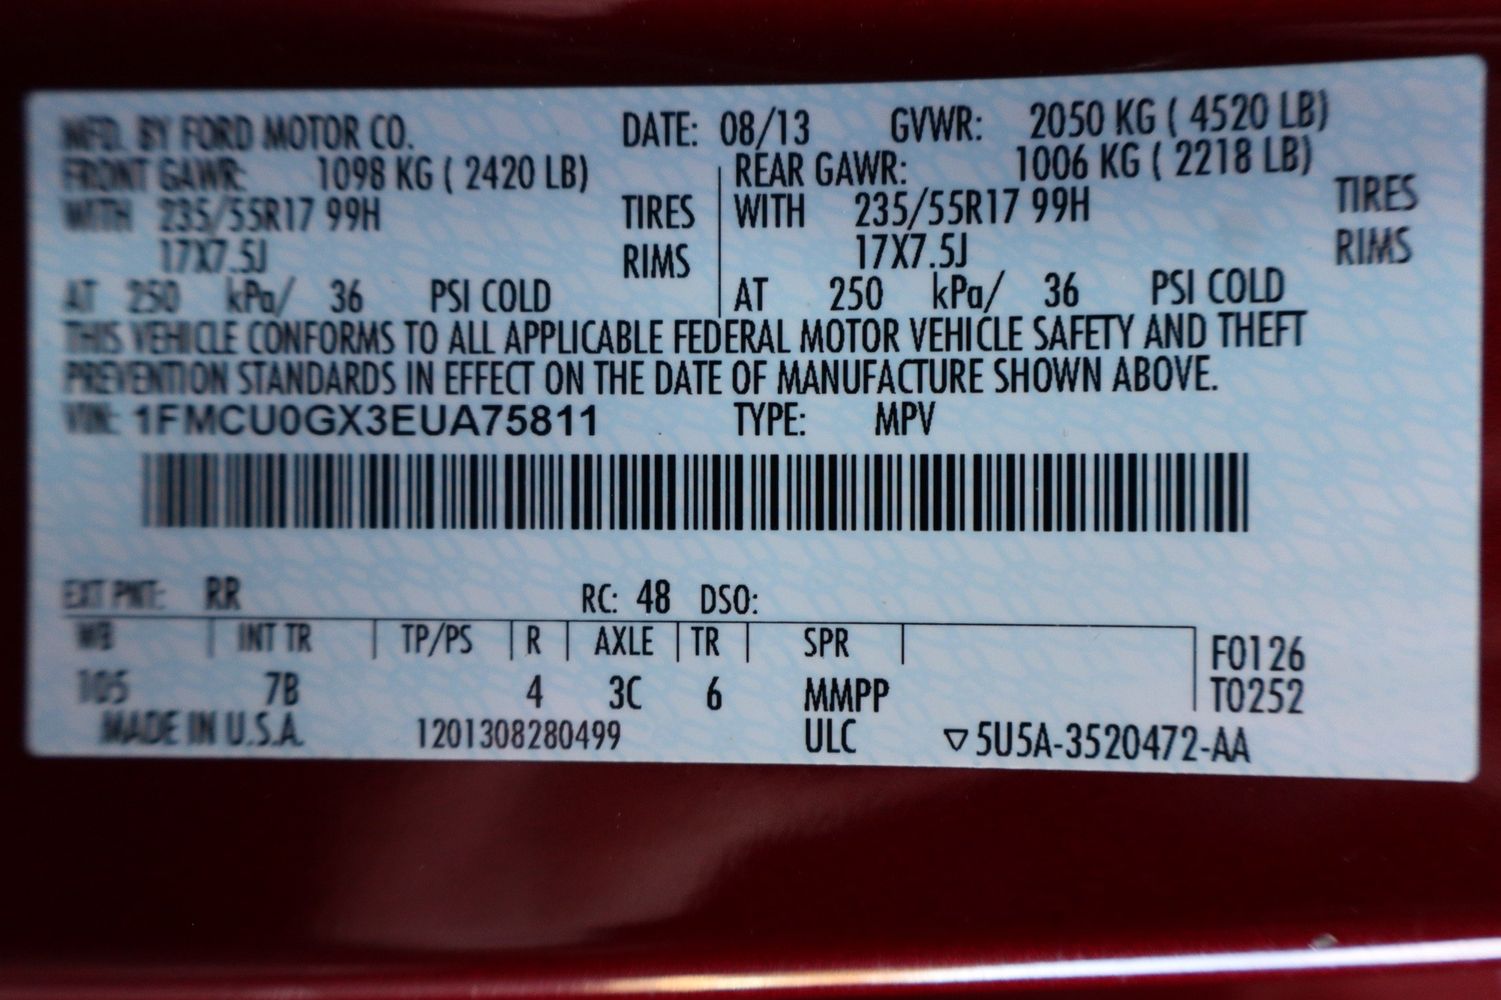 MFD. BY FORD MOTOR CO. DATE: 08/13 GVWR: 2050 KG ( 4520 LB)
FRONT GAWR: 1098 KG ( 2420 LB) REAR GAWR: 1006 KG ( 2218 LB)
WITH 235/55R17 99H TIRES WITH 235/55R17 99H TIRES
17X7.5J RIMS 17X7.5J RIMS
AT 250 kPa/ 36 PSI COLD AT 250 kPa/ 36 PSI COLD
THIS VEHICLE CONFORMS TO ALL APPLICABLE FEDERAL MOTOR VEHICLE SAFETY AND THEFT
PREVENTION STANDARDS IN EFFECT ON THE DATE OF MANUFACTURE SHOWN ABOVE.
VIN: 1FMCU0GX3EUA75811 TYPE: MPV
EXT PNT: RR RC: 48 DSO:
WB INT TR TP/PS R AXLE TR SPR F0126
105 7B 4 3C 6 MMPP T0252
MADE IN U.S.A. 1201308280499 ULC ▽5U5A-3520472-AA